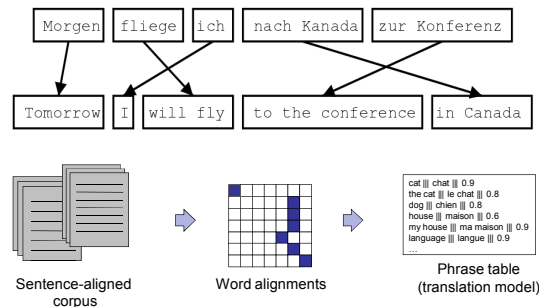 Morgen fliege ich nach Kanada zur Konferenz
Tomorrow I will fly to the conference in Canada
cat ||| chat ||| 0.9
the cat ||| le chat ||| 0.8
dog ||| chien ||| 0.8
house ||| maison ||| 0.6
my house ||| ma maison ||| 0.9
language ||| langue ||| 0.9
…
Sentence-aligned
corpus
Word alignments
Phrase table
(translation model)